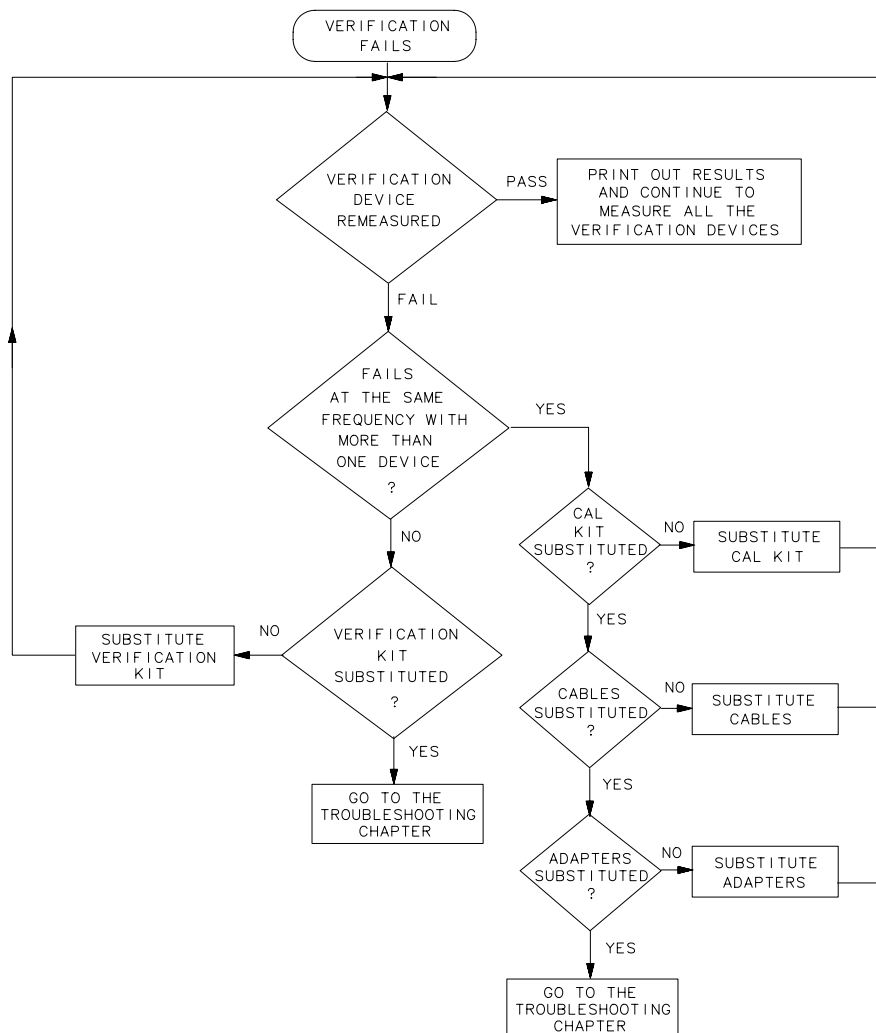 VERIFICATION
FAILS
VERIFICATION
DEVICE
REMEASURED
PASS
PRINT OUT RESULTS
AND CONTINUE TO
MEASURE ALL THE
VERIFICATION DEVICES
FAIL
FAILS
AT THE SAME
FREQUENCY WITH
MORE THAN
ONE DEVICE
?
YES
CAL
KIT
SUBSTITUTED
?
NO
SUBSTITUTE
CAL KIT
NO
YES
VERIFICATION
KIT
SUBSTITUTED
?
NO
SUBSTITUTE
VERIFICATION
KIT
CABLES
SUBSTITUTED
?
NO
SUBSTITUTE
CABLES
YES
GO TO THE
TROUBLESHOOTING
CHAPTER
YES
ADAPTERS
SUBSTITUTED
?
NO
SUBSTITUTE
ADAPTERS
YES
GO TO THE
TROUBLESHOOTING
CHAPTER